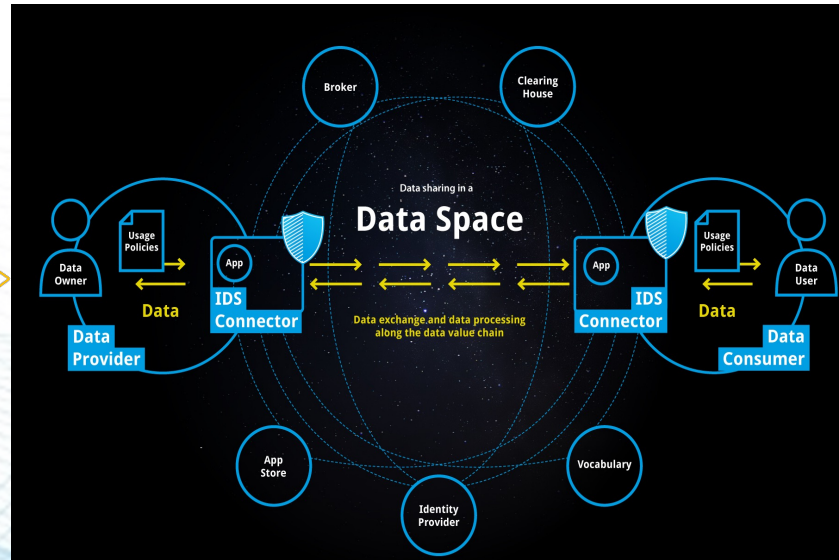 Broker
Clearing
House
Data sharing in a
Data Space
Usage
Policies
Data
Owner
Data
App
IDS
Connector
Data
Provider
Data exchange and data processing
along the data value chain
App
IDS
Connector
Usage
Policies
Data
User
Data
Data
Consumer
App
Store
Identity
Provider
Vocabulary